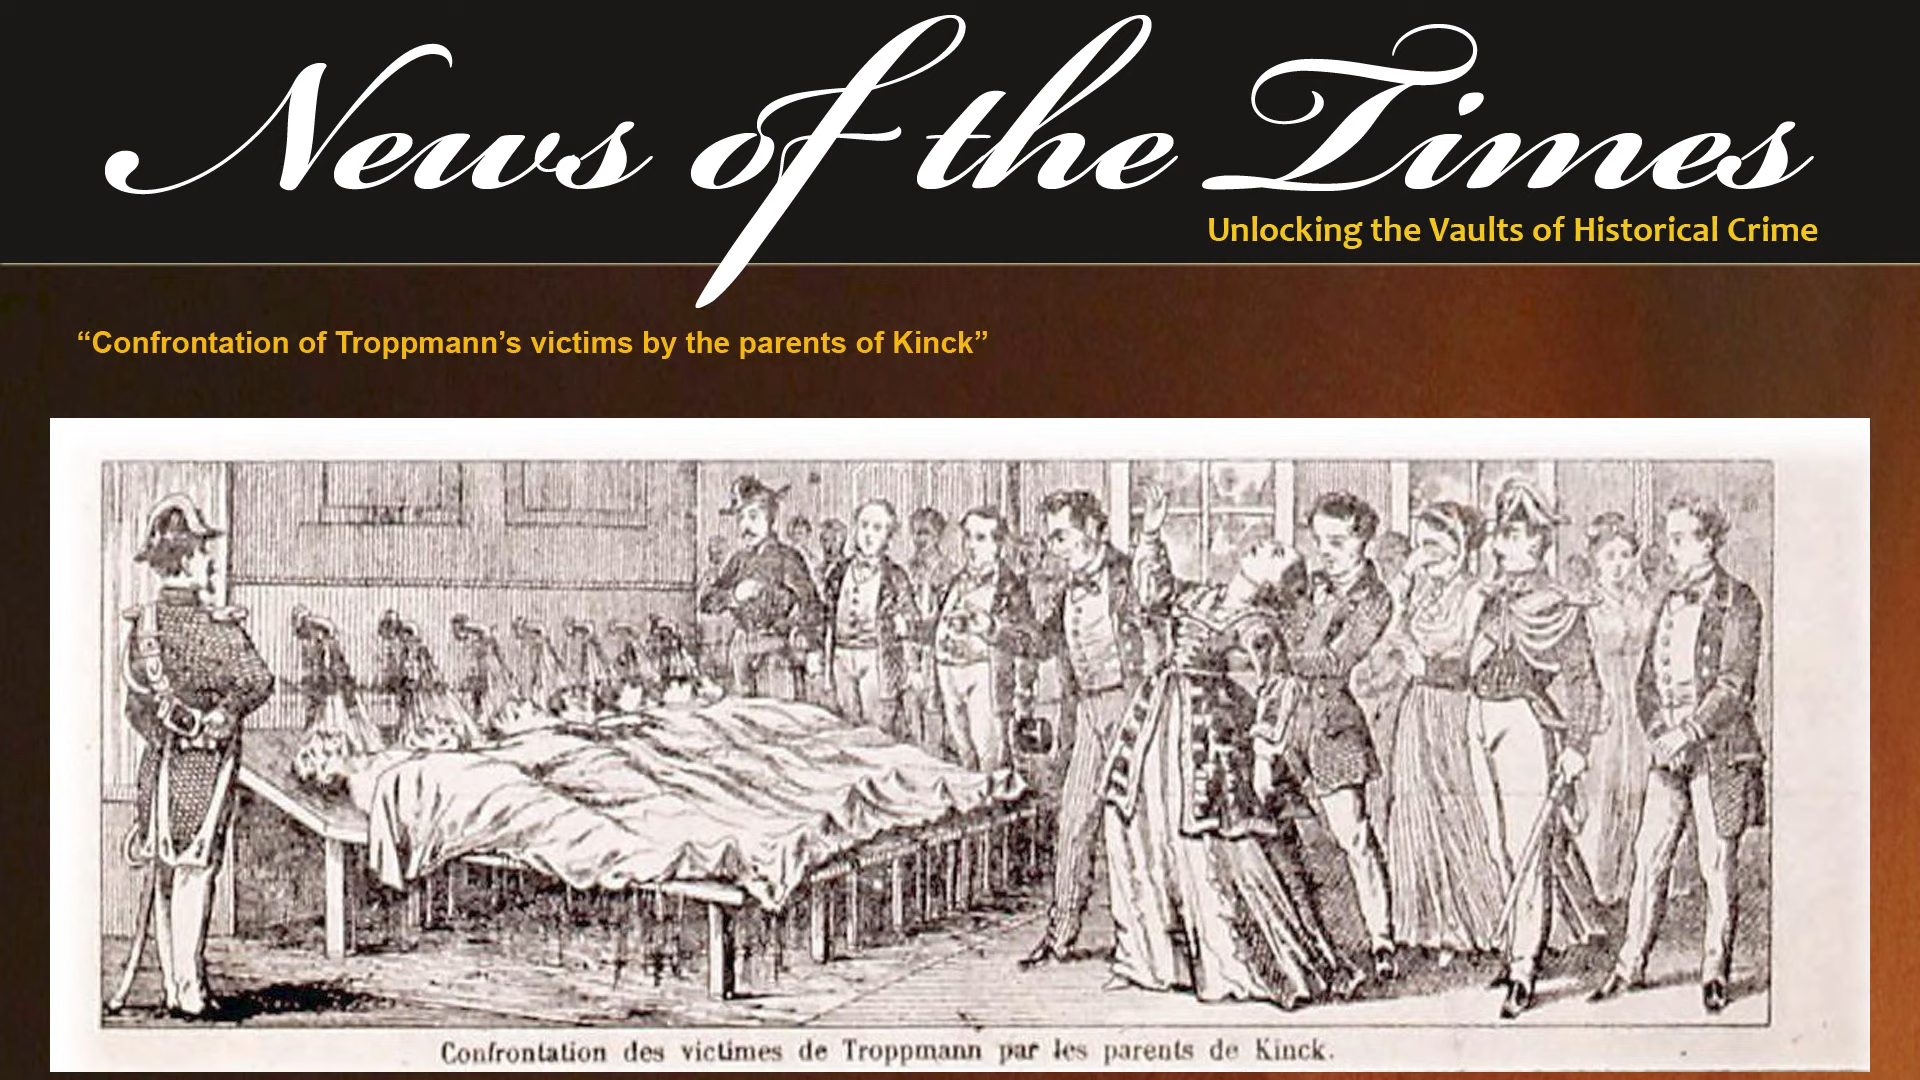 News of the Times
Unlocking the Vaults of Historical Crime
“Confrontation of Troppmann’s victims by the parents of Kinck”
Confrontation des victimes de Troppmann par les parents de Kinck.